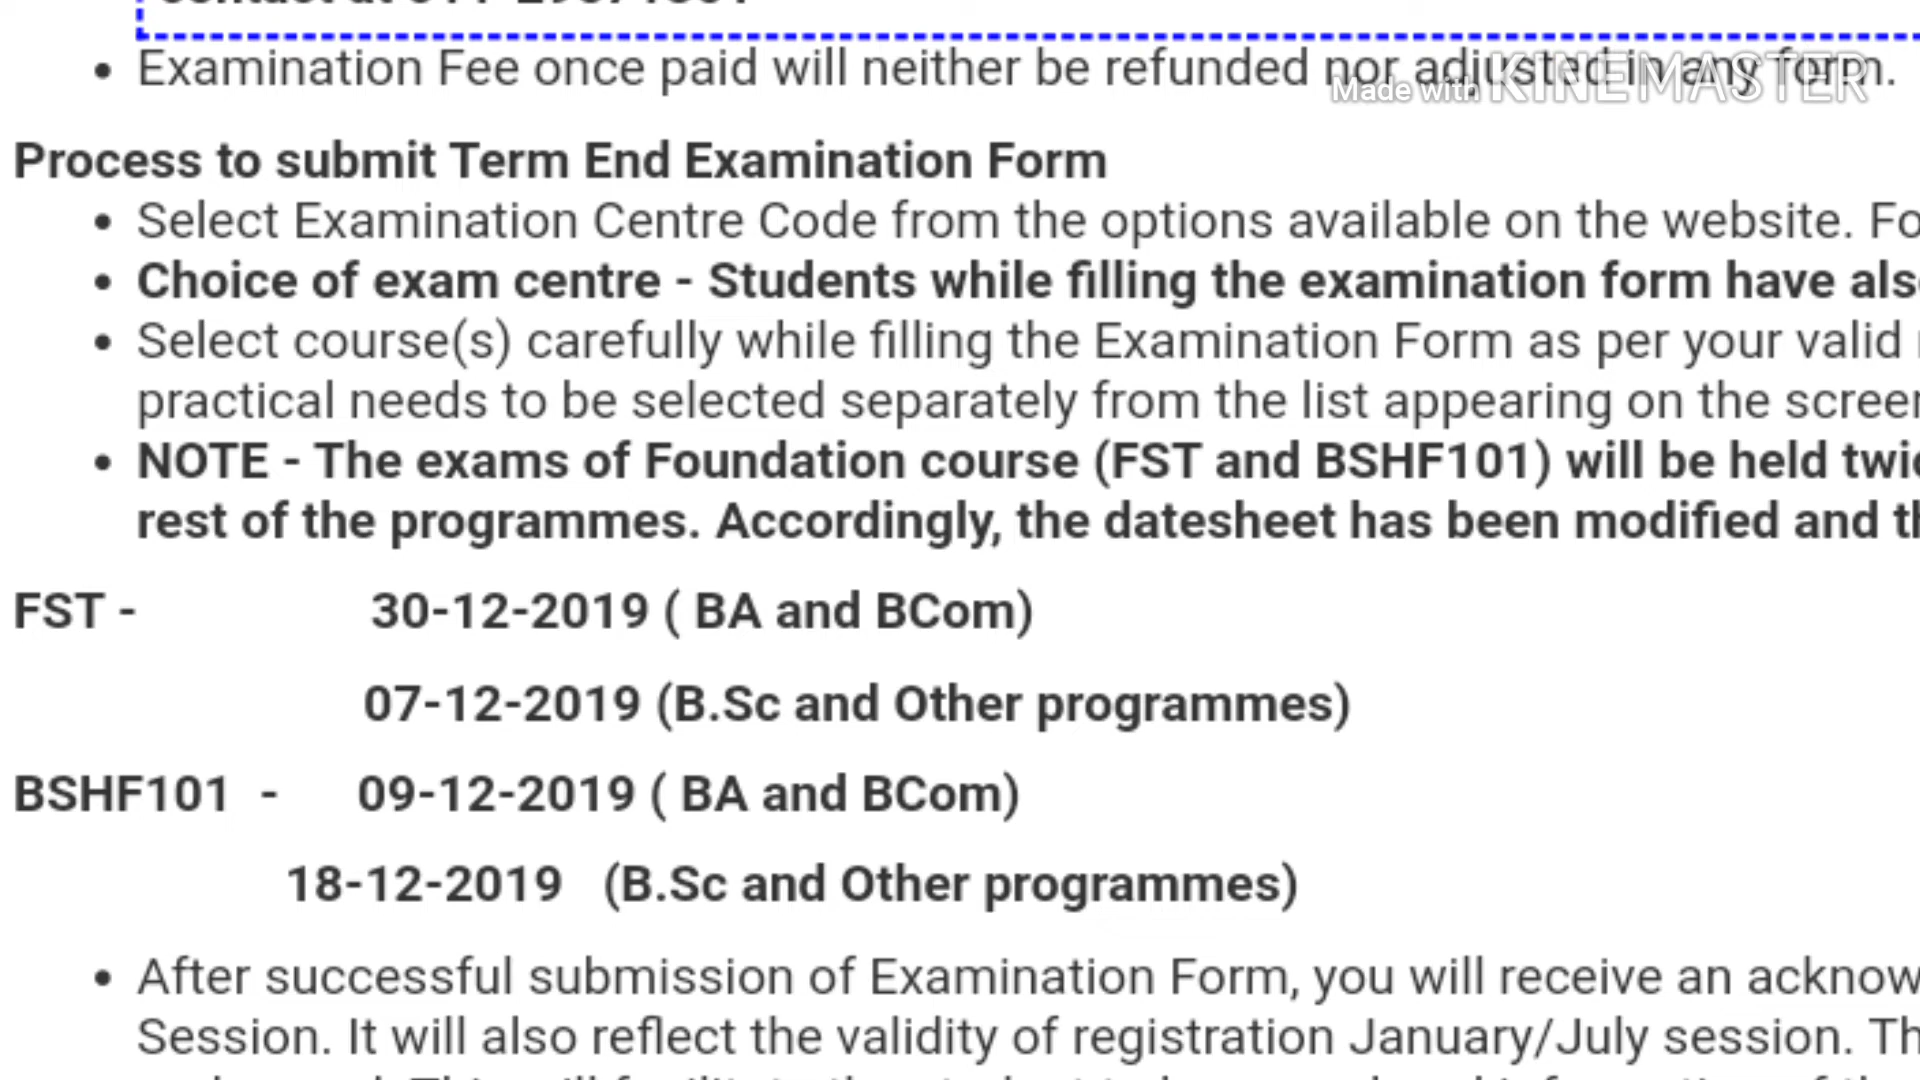 contact at 011-29571301
Examination Fee once paid will neither be refunded nor adjusted in any form.
Made with KINEMASTER
Process to submit Term End Examination Form
Select Examination Centre Code from the options available on the website. Fo
Choice of exam centre - Students while filling the examination form have als
Select course(s) carefully while filling the Examination Form as per your valid
practical needs to be selected separately from the list appearing on the screen
NOTE - The exams of Foundation course (FST and BSHF101) will be held twic
rest of the programmes. Accordingly, the datesheet has been modified and th
FST - 30-12-2019 ( BA and BCom)
07-12-2019 (B.Sc and Other programmes)
BSHF101 - 09-12-2019 ( BA and BCom)
18-12-2019 (B.Sc and Other programmes)
After successful submission of Examination Form, you will receive an acknow
Session. It will also reflect the validity of registration January/July session. Th